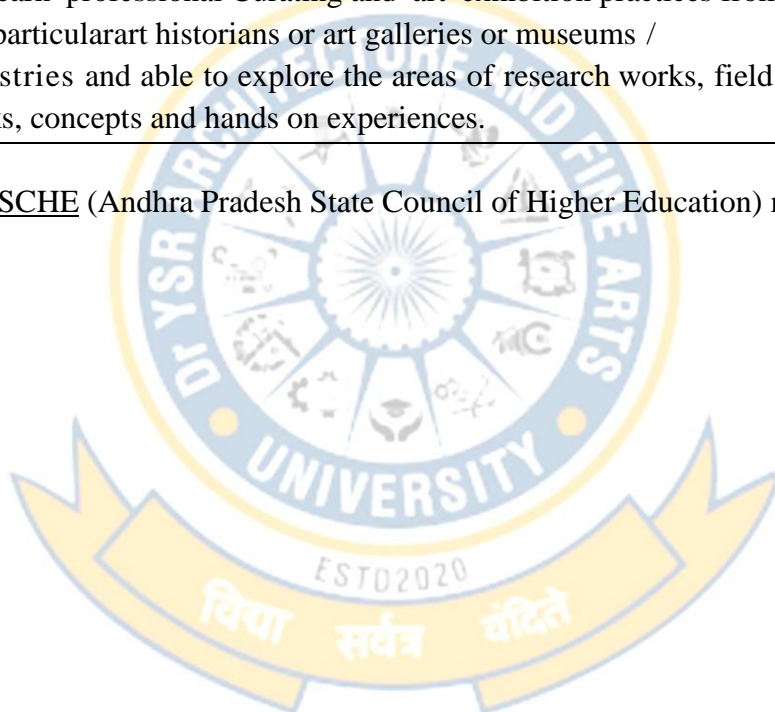 professional Curating and art exhibition practices from
particularart historians or art galleries or museums /
stries and able to explore the areas of research works, field
s, concepts and hands on experiences.
SCHE (Andhra Pradesh State Council of Higher Education)
Dr YSR ARCHITECTURE AND FINE ARTS
UNIVERSITY
ESTD2020
विद्या सर्वत्र वंदिते